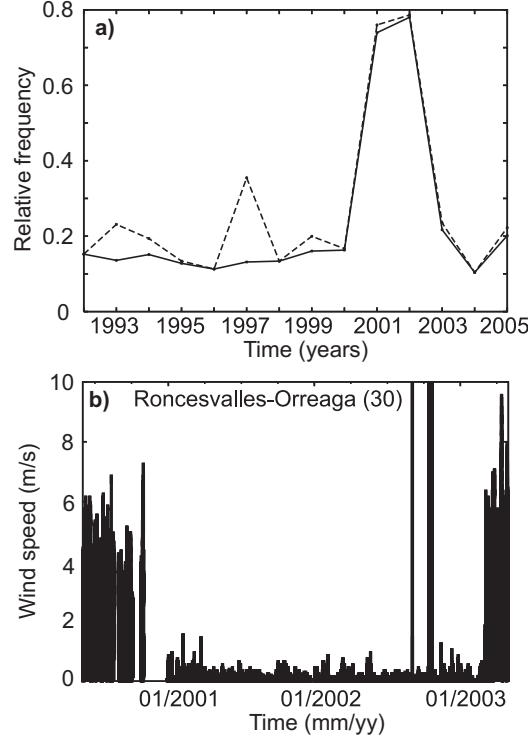 a)
Relative frequency
0.8
0.6
0.4
0.2
0
1993 1995 1997 1999 2001 2003 2005
Time (years)
b) Roncesvalles-Orreaga (30)
Wind speed (m/s)
10
8
6
4
2
0
01/2001 01/2002 01/2003
Time (mm/yy)